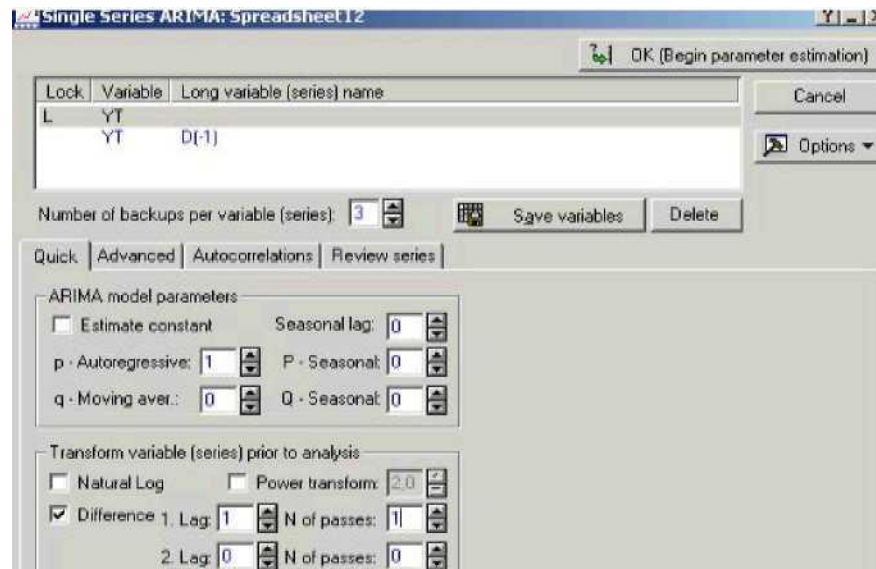 Single Series ARIMA: Spreadsheet12
OK (Begin parameter estimation)
Lock Variable Long variable (series) name
Cancel
L YT
YT D(-1)
Options
Number of backups per variable (series): 3 Save variables Delete
Quick Advanced Autocorrelations Review series
ARIMA model parameters
Estimate constant Seasonal lag: 0
p - Autoregressive: 1 P - Seasonal: 0
q - Moving aver.: 0 Q - Seasonal: 0
Transform variable (series) prior to analysis
Natural Log Power transform: 2,0
Difference 1. Lag: 1 N of passes: 1
2. Lag: 0 N of passes: 0